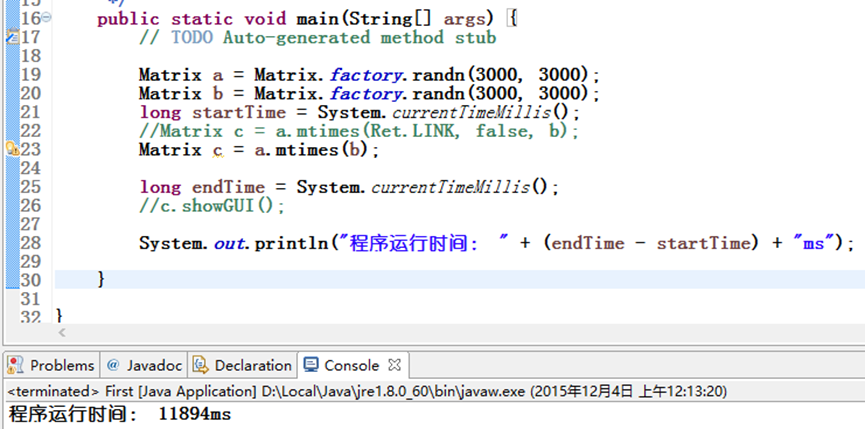 16 public static void main(String[] args) {
17 // TODO Auto-generated method stub
18
19 Matrix a = Matrix.factory.randn(3000, 3000);
20 Matrix b = Matrix.factory.randn(3000, 3000);
21 long startTime = System.currentTimeMillis();
22 //Matrix c = a.mtimes(Ret.LINK, false, b);
23 Matrix c = a.mtimes(b);
24
25 long endTime = System.currentTimeMillis();
26 //c.showGUI();
27
28 System.out.println("程序运行时间： " + (endTime - startTime) + "ms");
29
30 }
31
32 }
Problems @ Javadoc Declaration Console
<terminated> First [Java Application] D:\Local\Java\jre1.8.0_60\bin\javaw.exe (2015年12月4日 上午12:13:20)
程序运行时间： 11894ms